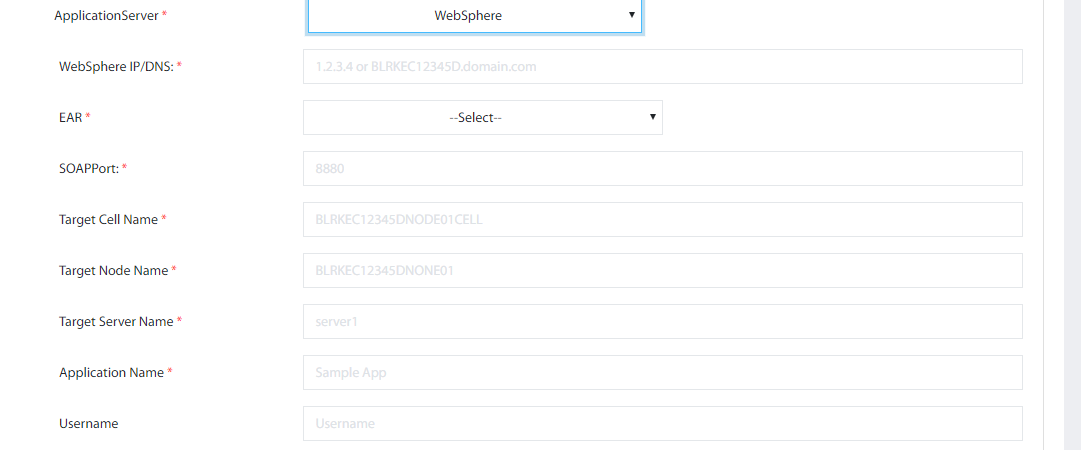 ApplicationServer * WebSphere
WebSphere IP/DNS: * 1.2.3.4 or BLRKEC12345D.domain.com
EAR * --Select--
SOAPPort: * 8880
Target Cell Name * BLRKEC12345DNODE01CELL
Target Node Name * BLRKEC12345DNONE01
Target Server Name * server1
Application Name * Sample App
Username Username